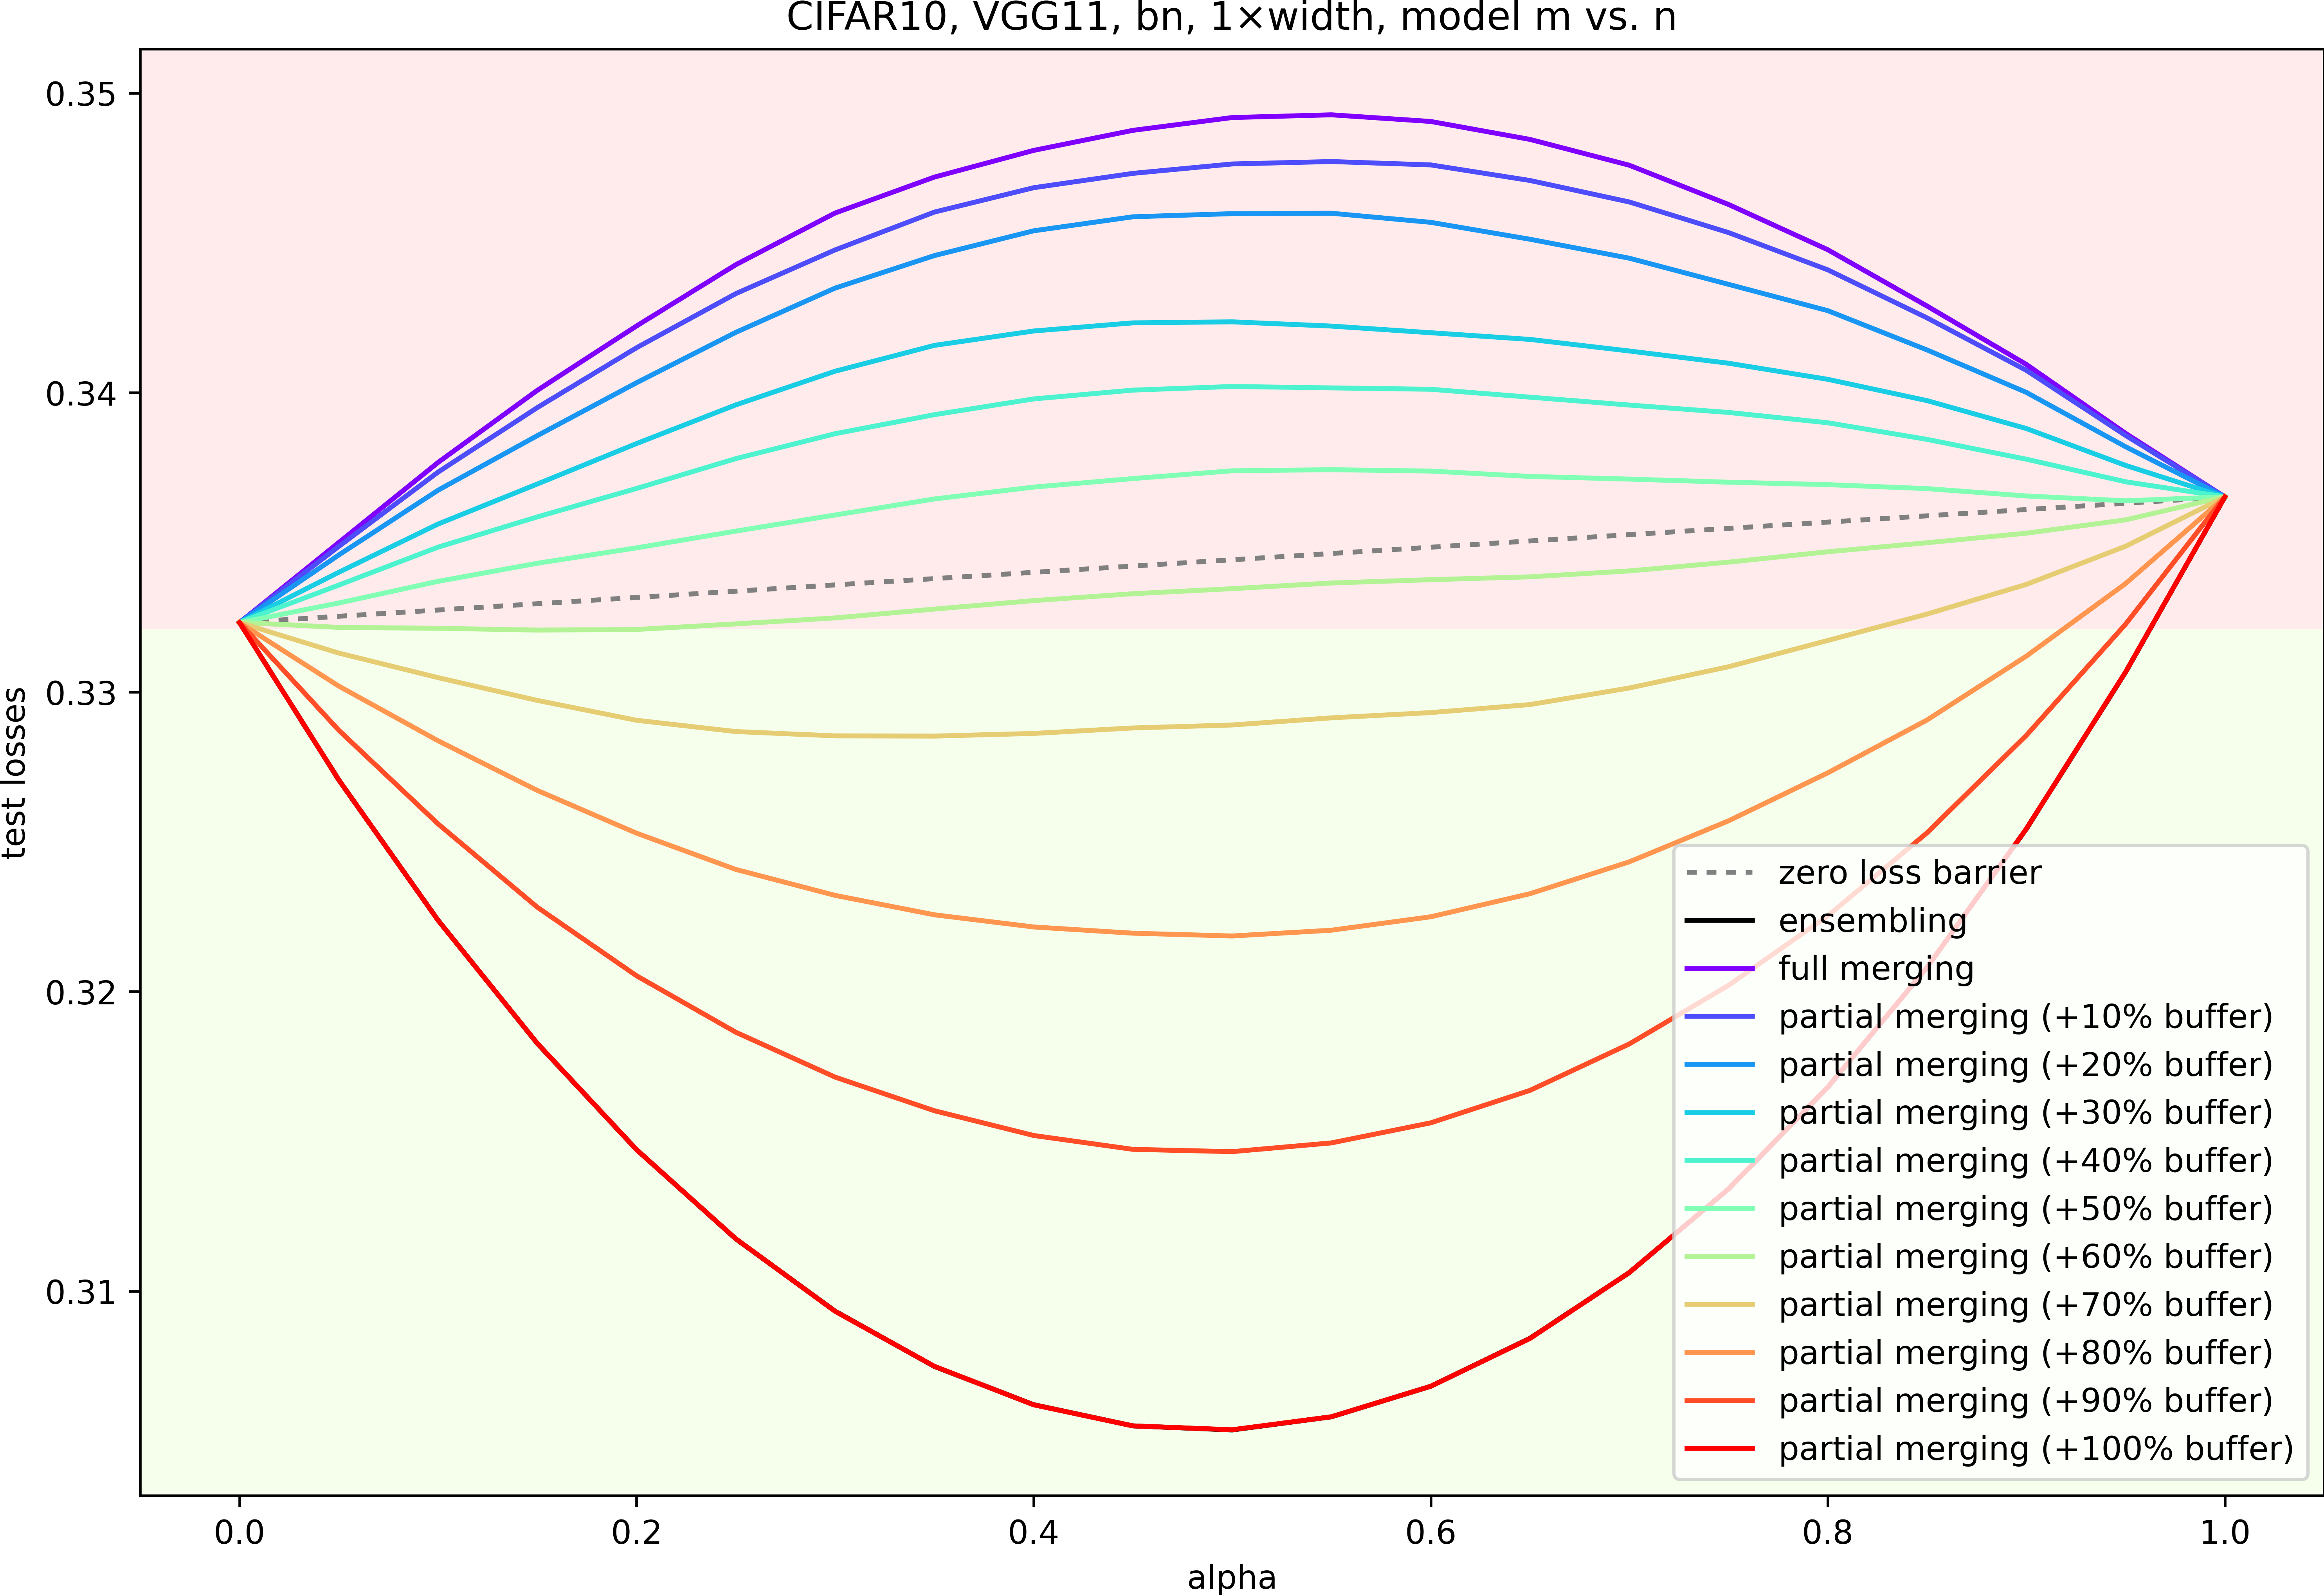 CIFAR10, VGG11, bn, 1×width, model m vs. n
test losses
0.35
0.34
0.33
0.32
0.31
zero loss barrier
ensembling
full merging
partial merging (+10% buffer)
partial merging (+20% buffer)
partial merging (+30% buffer)
partial merging (+40% buffer)
partial merging (+50% buffer)
partial merging (+60% buffer)
partial merging (+70% buffer)
partial merging (+80% buffer)
partial merging (+90% buffer)
partial merging (+100% buffer)
0.0 0.2 0.4 0.6 0.8 1.0
alpha